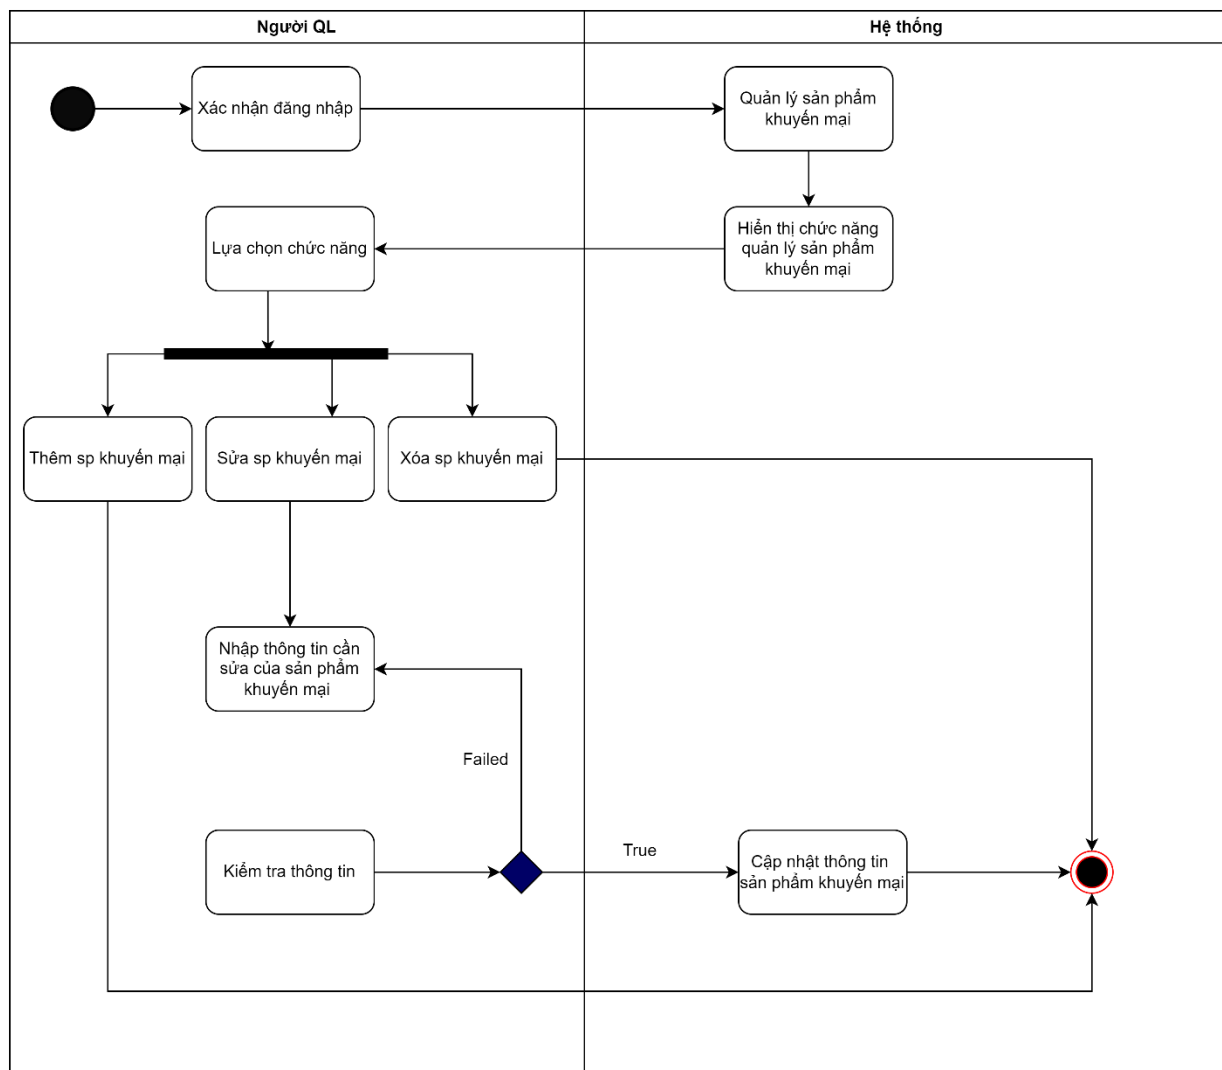 Người QL
Hệ thống
Xác nhận đăng nhập
Quản lý sản phẩm
khuyến mại
Lựa chọn chức năng
Hiển thị chức năng
quản lý sản phẩm
khuyến mại
Thêm sp khuyến mại
Sửa sp khuyến mại
Xóa sp khuyến mại
Nhập thông tin cần
sửa của sản phẩm
khuyến mại
Failed
Kiểm tra thông tin
True
Cập nhật thông tin
sản phẩm khuyến mại